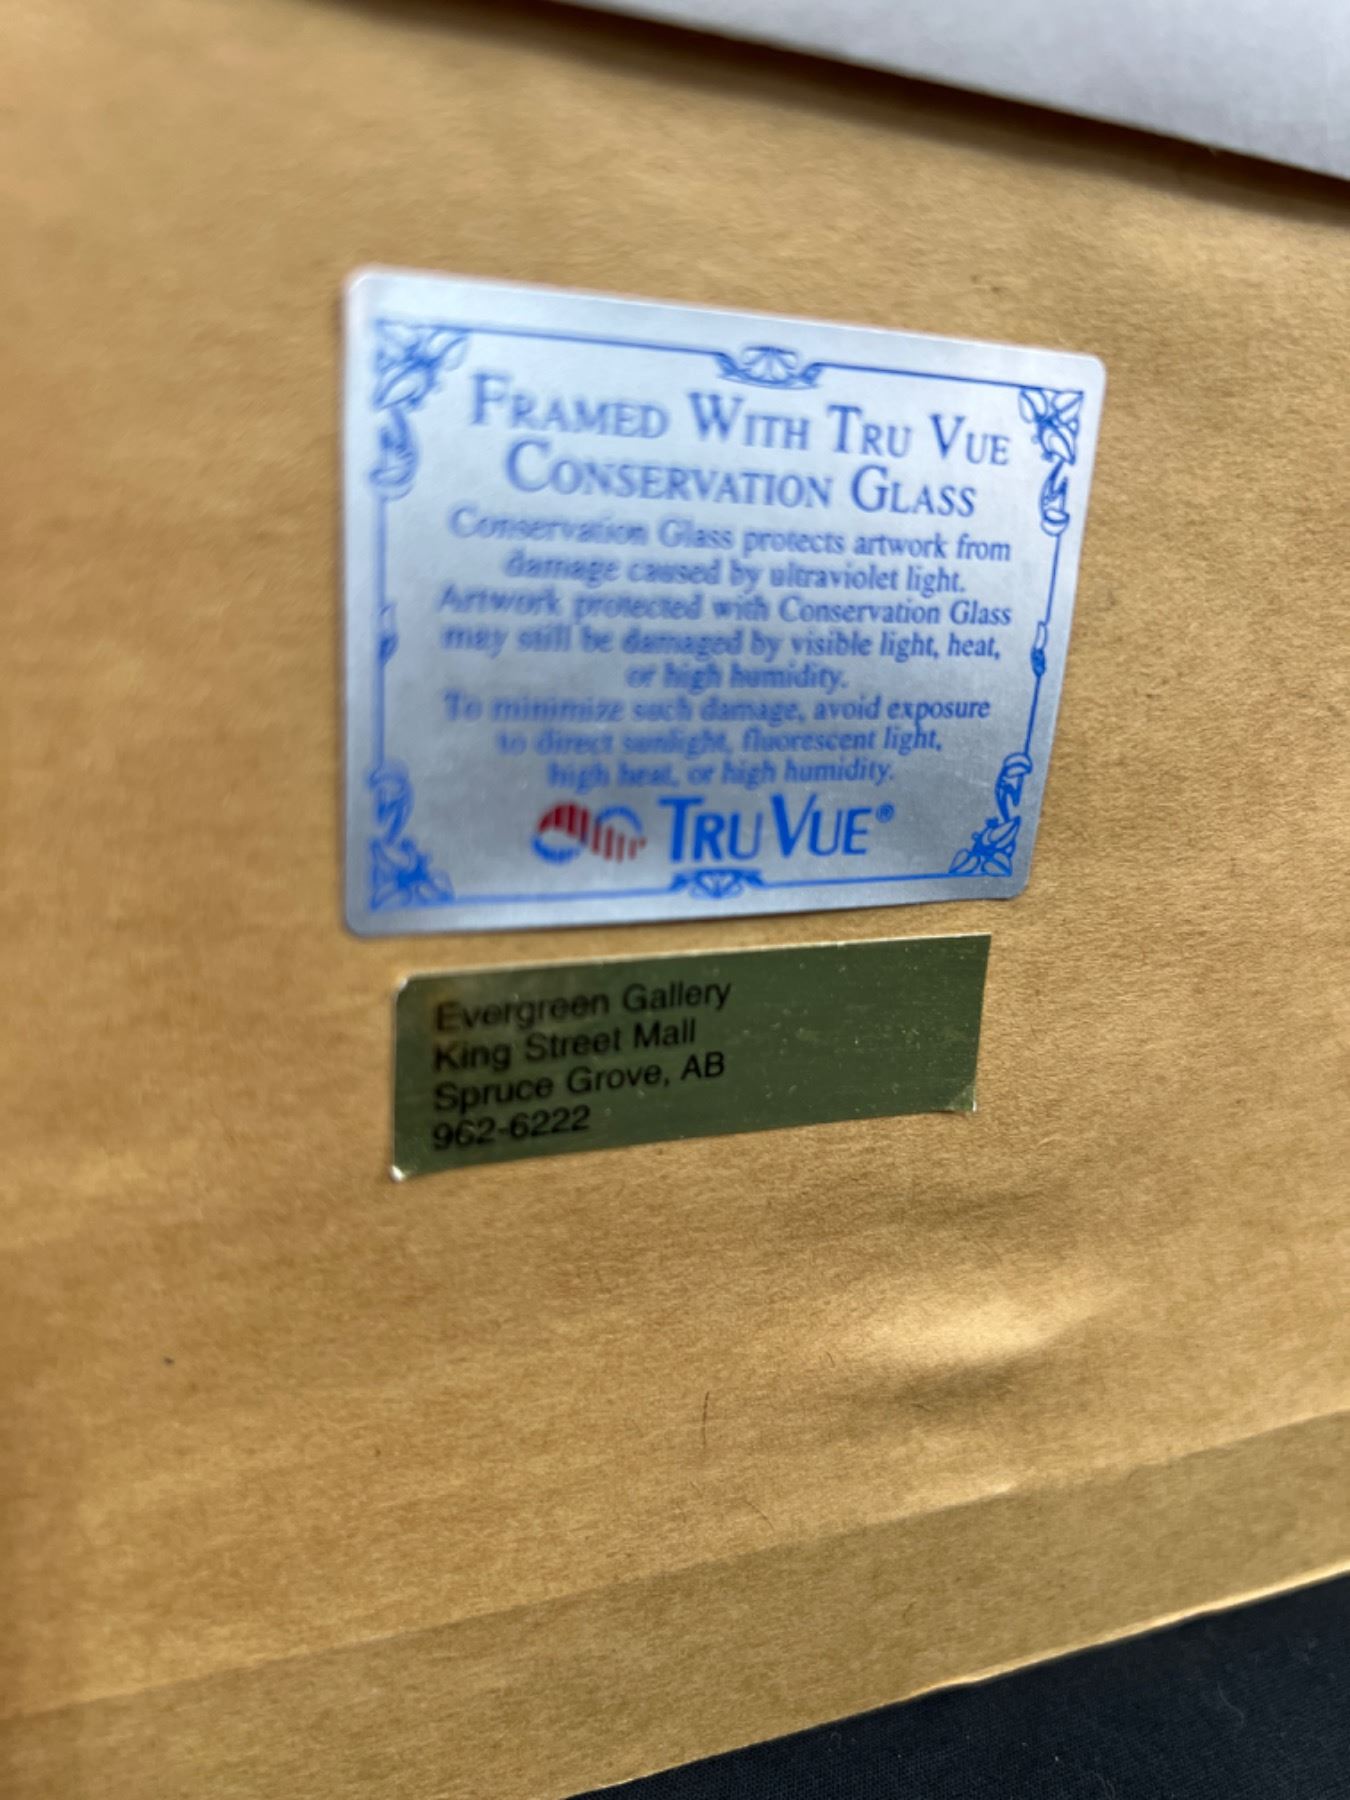 FRAMED WITH TRU VUE
CONSERVATION GLASS
Conservation Glass protects artwork from
damage caused by ultraviolet light.
Artwork protected with Conservation Glass
may still be damaged by visible light, heat,
or high humidity.
To minimize such damage, avoid exposure
to direct sunlight, fluorescent light,
high heat, or high humidity.
TRU VUE®
Evergreen Gallery
King Street Mall
Spruce Grove, AB
962-6222